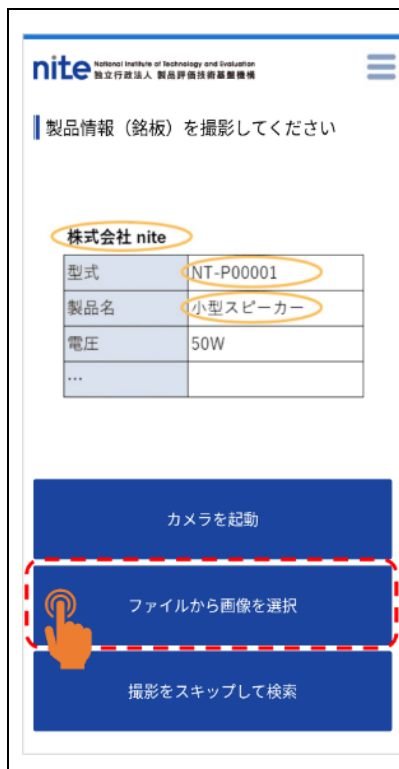 nite National Institute of Technology and Evaluation
独立行政法人 製品評価技術基盤機構
製品情報（銘板）を撮影してください
株式会社 nite
型式 NT-P00001
製品名 小型スピーカー
電圧 50W
…
カメラを起動
ファイルから画像を選択
撮影をスキップして検索